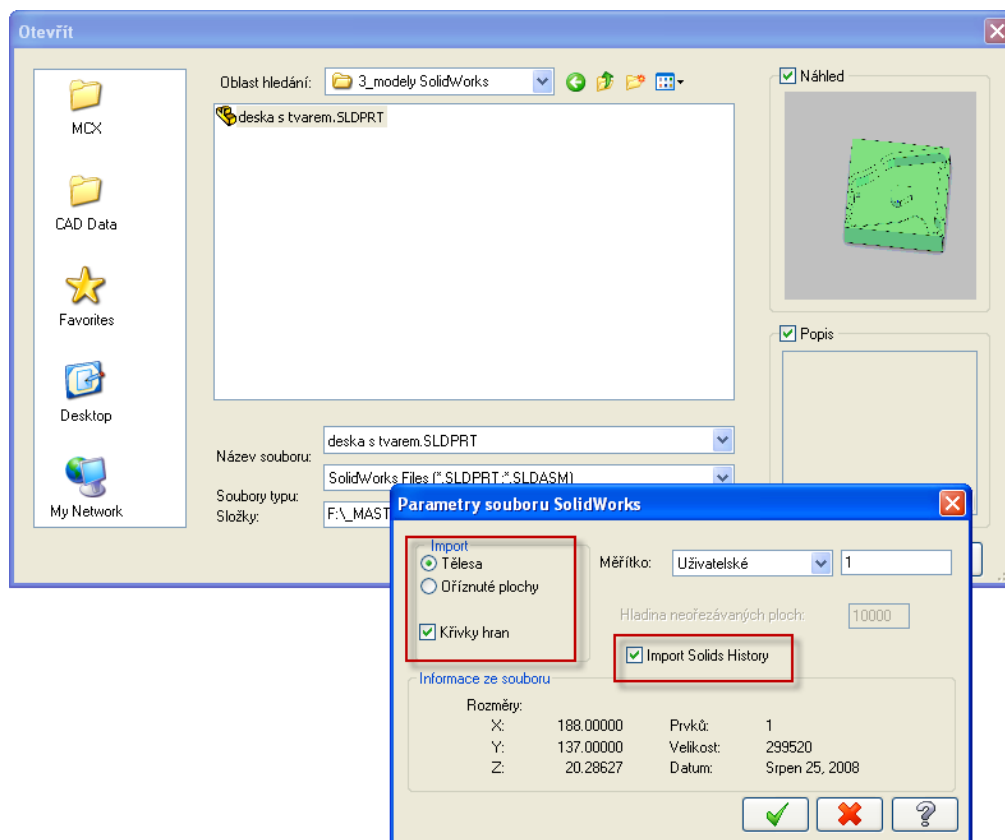 Otevřít
MCX
CAD Data
Favorites
Desktop
My Network
Oblast hledání: 3_modely SolidWorks
deska s tvarem.SLDPRT
Název souboru: deska s tvarem.SLDPRT
Soubory typu: SolidWorks Files (*.SLDPRT;*.SLDASM)
Složky: F:\_MAST
Náhled
Popis
Parametry souboru SolidWorks
Import
Tělesa
Oříznuté plochy
Křivky hran
Měřítko: Uživatelské 1
Hladina neořezávaných ploch: 10000
Import Solids History
Informace ze souboru
Rozměry:
X: 188.00000 Prvků: 1
Y: 137.00000 Velikost: 299520
Z: 20.28627 Datum: Srpen 25, 2008